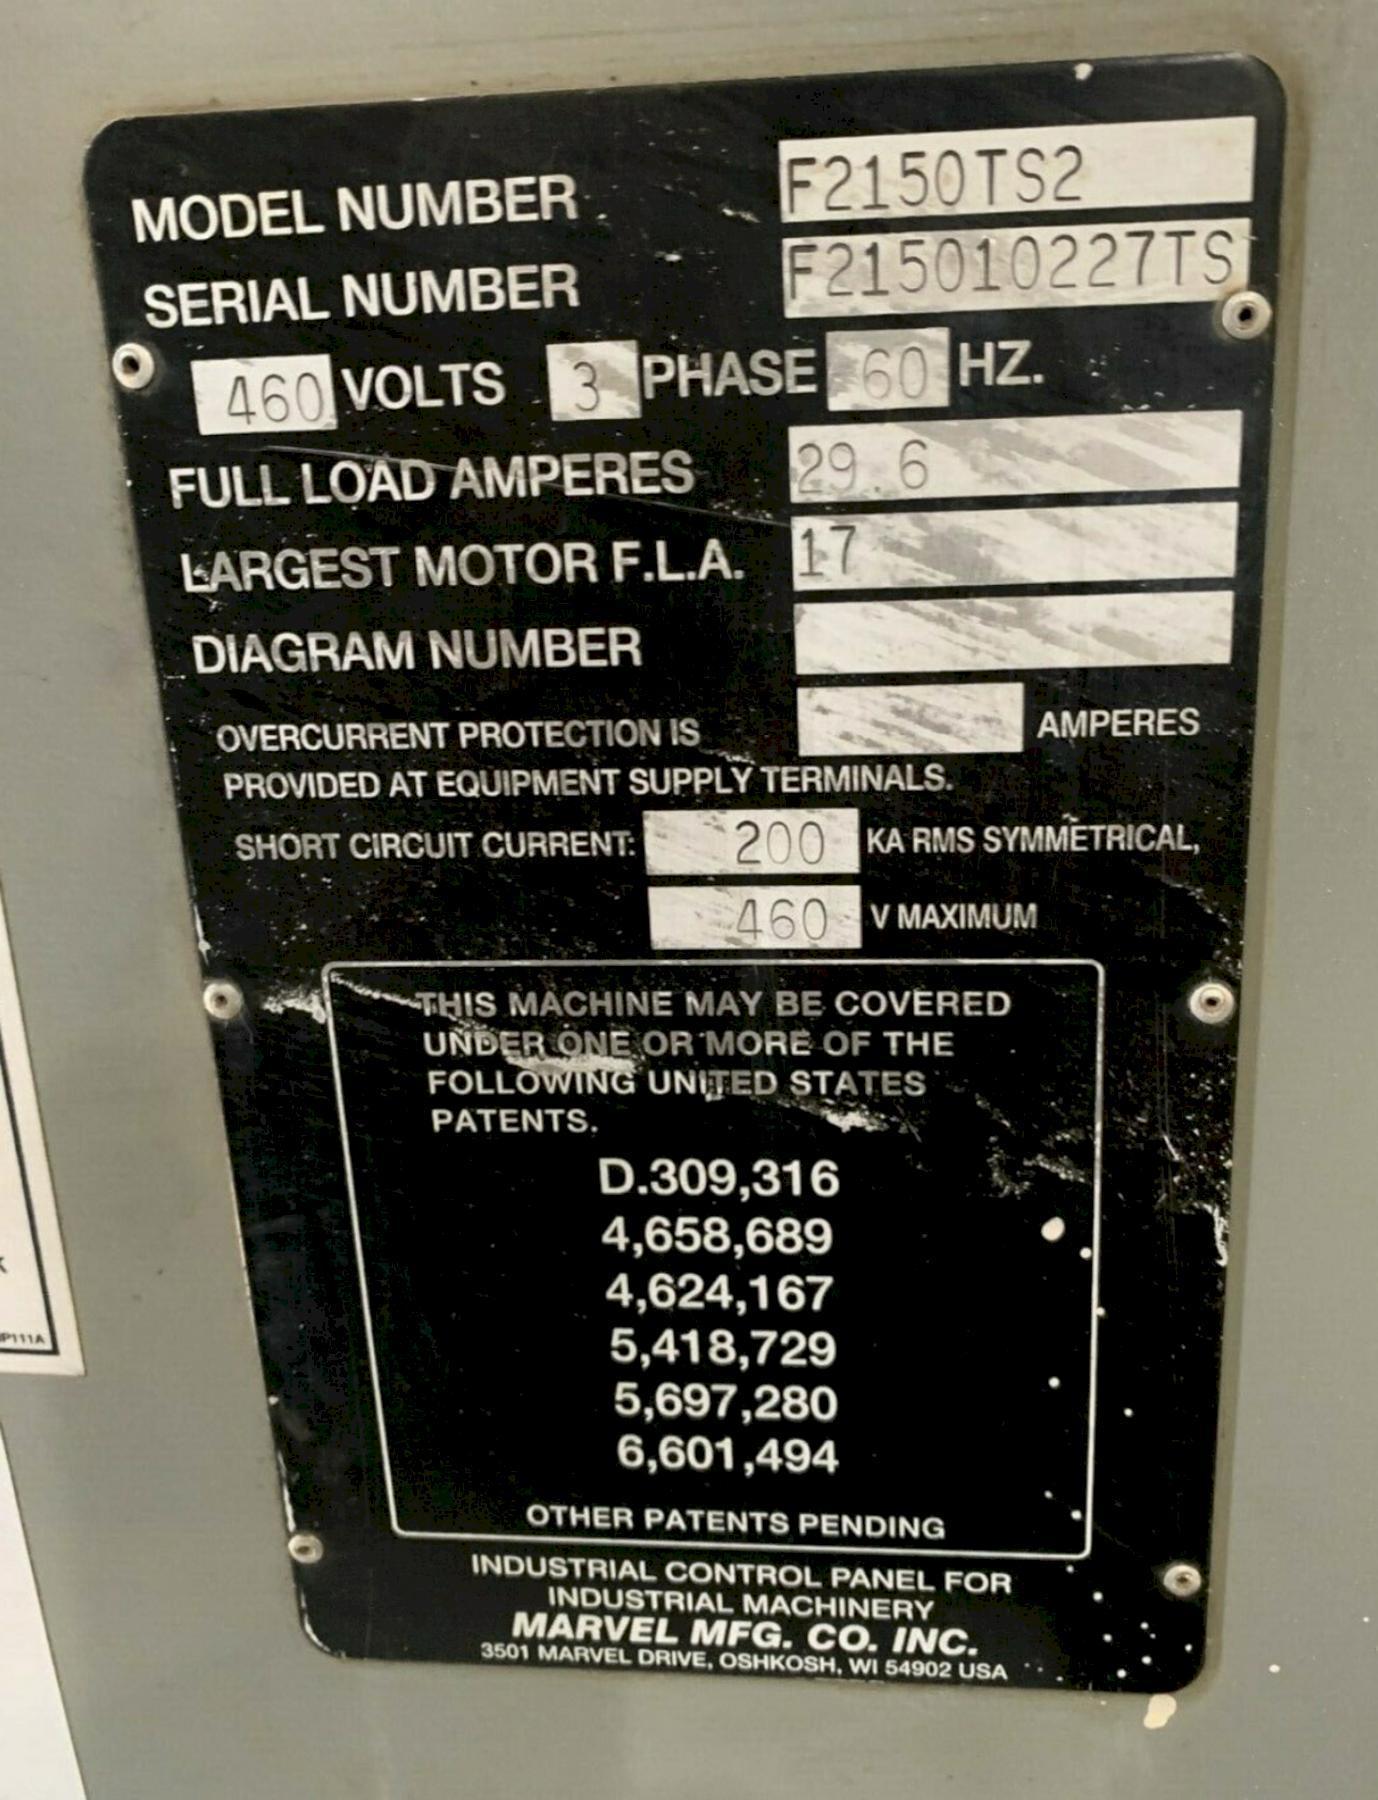 MODEL NUMBER F2150TS2
SERIAL NUMBER F215010227TS
460 VOLTS 3 PHASE 60 HZ.
FULL LOAD AMPERES 29.6
LARGEST MOTOR F.L.A. 17
DIAGRAM NUMBER
OVERCURRENT PROTECTION IS AMPERES
PROVIDED AT EQUIPMENT SUPPLY TERMINALS.
SHORT CIRCUIT CURRENT: 200 KA RMS SYMMETRICAL,
460 V MAXIMUM
THIS MACHINE MAY BE COVERED
UNDER ONE OR MORE OF THE
FOLLOWING UNITED STATES
PATENTS.
D.309,316
4,658,689
4,624,167
5,418,729
5,697,280
6,601,494
OTHER PATENTS PENDING
INDUSTRIAL CONTROL PANEL FOR
INDUSTRIAL MACHINERY
MARVEL MFG. CO. INC.
3501 MARVEL DRIVE, OSHKOSH, WI 54902 USA